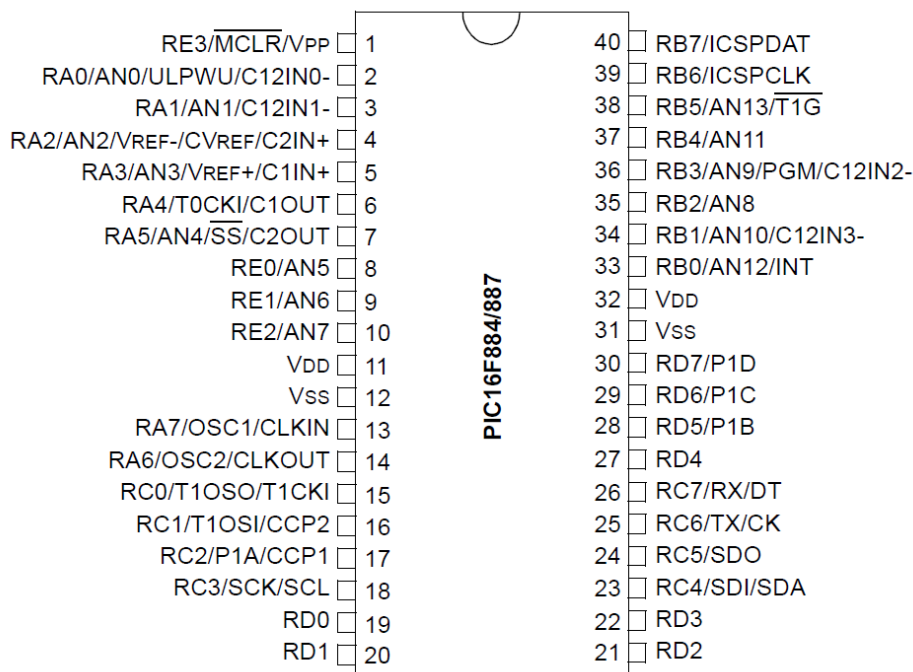 RE3/MCLR/VPP 1
RA0/AN0/ULPWU/C12IN0- 2
RA1/AN1/C12IN1- 3
RA2/AN2/VREF-/CVREF/C2IN+ 4
RA3/AN3/VREF+/C1IN+ 5
RA4/T0CKI/C1OUT 6
RA5/AN4/SS/C2OUT 7
RE0/AN5 8
RE1/AN6 9
RE2/AN7 10
VDD 11
VSS 12
RA7/OSC1/CLKIN 13
RA6/OSC2/CLKOUT 14
RC0/T1OSO/T1CKI 15
RC1/T1OSI/CCP2 16
RC2/P1A/CCP1 17
RC3/SCK/SCL 18
RD0 19
RD1 20
PIC16F884/887
40 RB7/ICSPDAT
39 RB6/ICSPCLK
38 RB5/AN13/T1G
37 RB4/AN11
36 RB3/AN9/PGM/C12IN2-
35 RB2/AN8
34 RB1/AN10/C12IN3-
33 RB0/AN12/INT
32 VDD
31 VSS
30 RD7/P1D
29 RD6/P1C
28 RD5/P1B
27 RD4
26 RC7/RX/DT
25 RC6/TX/CK
24 RC5/SDO
23 RC4/SDI/SDA
22 RD3
21 RD2